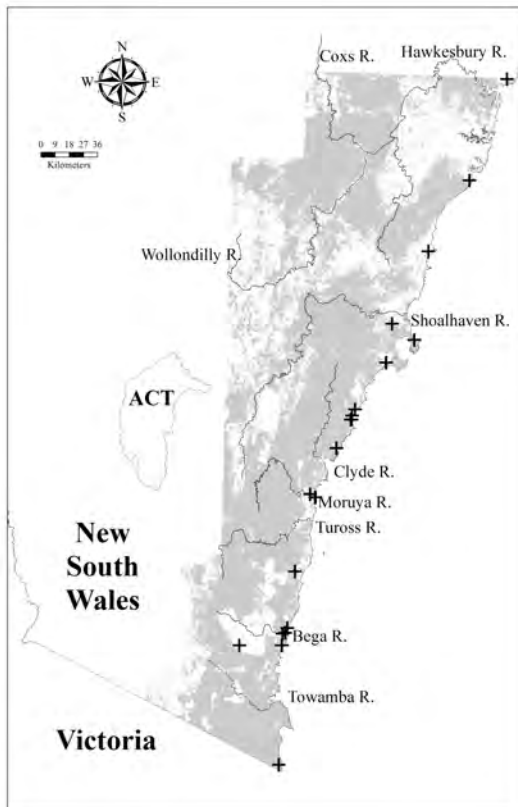 Coxs R.
Hawkesbury R.
N
W
E
S
0 9 18 27 36
Kilometers
Wollondilly R.
Shoalhaven R.
ACT
Clyde R.
Moruya R.
Tuross R.
New
South
Wales
Bega R.
Towamba R.
Victoria